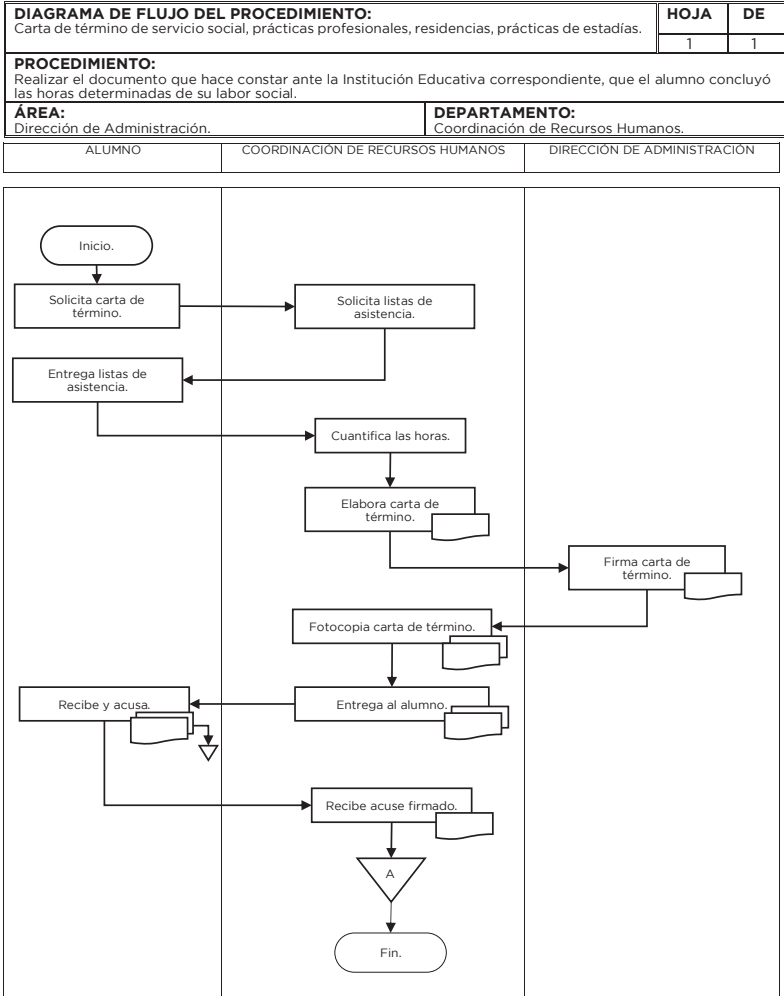 DIAGRAMA DE FLUJO DEL PROCEDIMIENTO:
Carta de término de servicio social, prácticas profesionales, residencias, prácticas de estadías.
HOJA
DE
1
1
PROCEDIMIENTO:
Realizar el documento que hace constar ante la Institución Educativa correspondiente, que el alumno concluyó
las horas determinadas de su labor social.
ÁREA:
Dirección de Administración.
DEPARTAMENTO:
Coordinación de Recursos Humanos.
ALUMNO
COORDINACIÓN DE RECURSOS HUMANOS
DIRECCIÓN DE ADMINISTRACIÓN
Inicio.
Solicita carta de
término.
Solicita listas de
asistencia.
Entrega listas de
asistencia.
Cuantifica las horas.
Elabora carta de
término.
Firma carta de
término.
Fotocopia carta de término.
Entrega al alumno.
Recibe y acusa.
Recibe acuse firmado.
A
Fin.